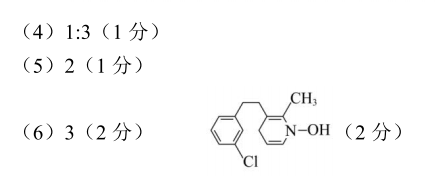 （4）1:3（1 分）
（5）2（1 分）
CH₃
（6）3（2 分） N–OH（2 分）
Cl